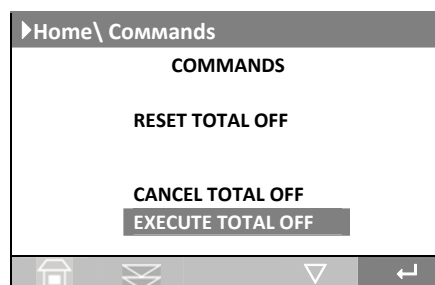 Home\ Commands
COMMANDS
RESET TOTAL OFF
CANCEL TOTAL OFF
EXECUTE TOTAL OFF